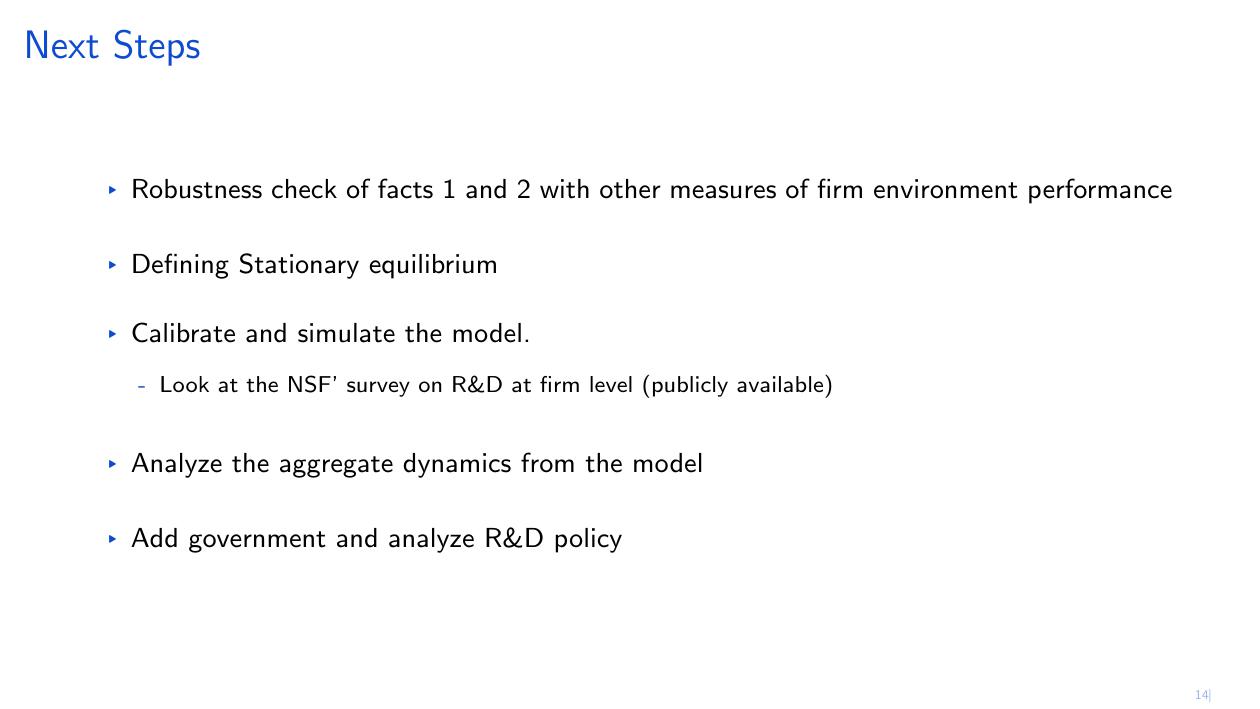 Next Steps
‣ Robustness check of facts 1 and 2 with other measures of firm environment performance
‣ Defining Stationary equilibrium
‣ Calibrate and simulate the model.
- Look at the NSF' survey on R&D at firm level (publicly available)
‣ Analyze the aggregate dynamics from the model
‣ Add government and analyze R&D policy
14|